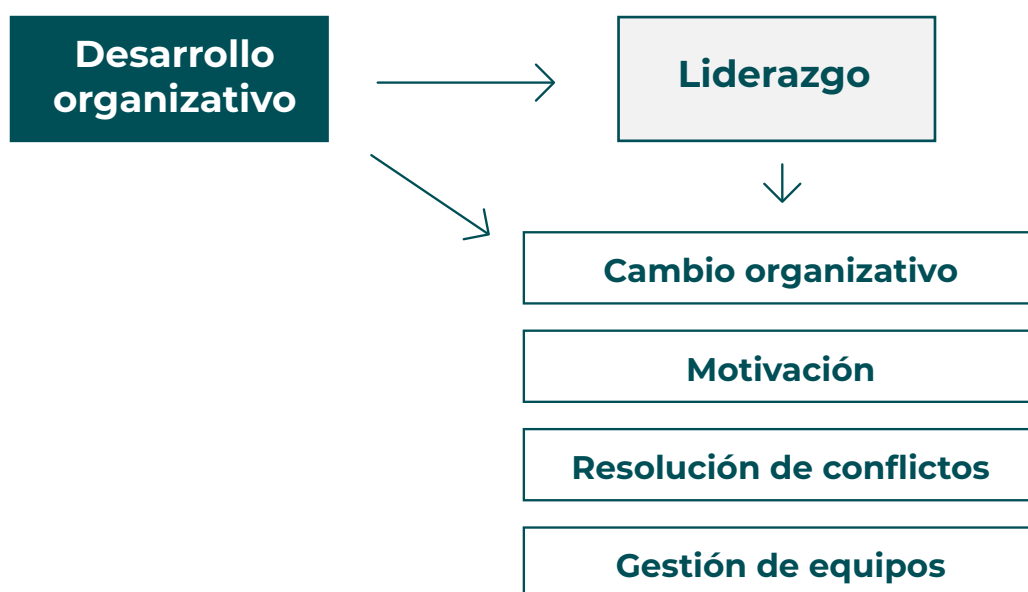 Desarrollo
organizativo
Liderazgo
Cambio organizativo
Motivación
Resolución de conflictos
Gestión de equipos